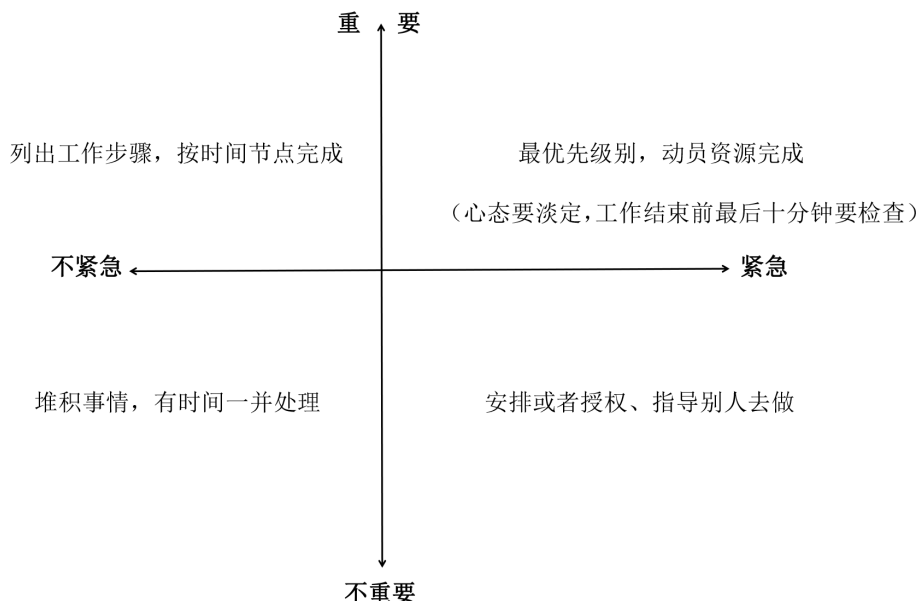 重 要
列出工作步骤，按时间节点完成
最优先级别，动员资源完成
（心态要淡定,工作结束前最后十分钟要检查）
不紧急
紧急
堆积事情，有时间一并处理
安排或者授权、指导别人去做
不重要